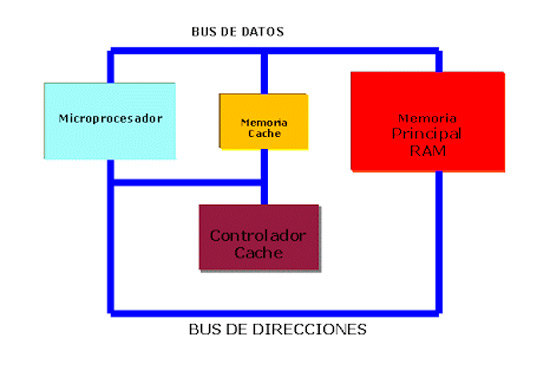 BUS DE DATOS
Microprocesador
Memoria
Cache
Memoria
Principal
RAM
Controlador
Cache
BUS DE DIRECCIONES